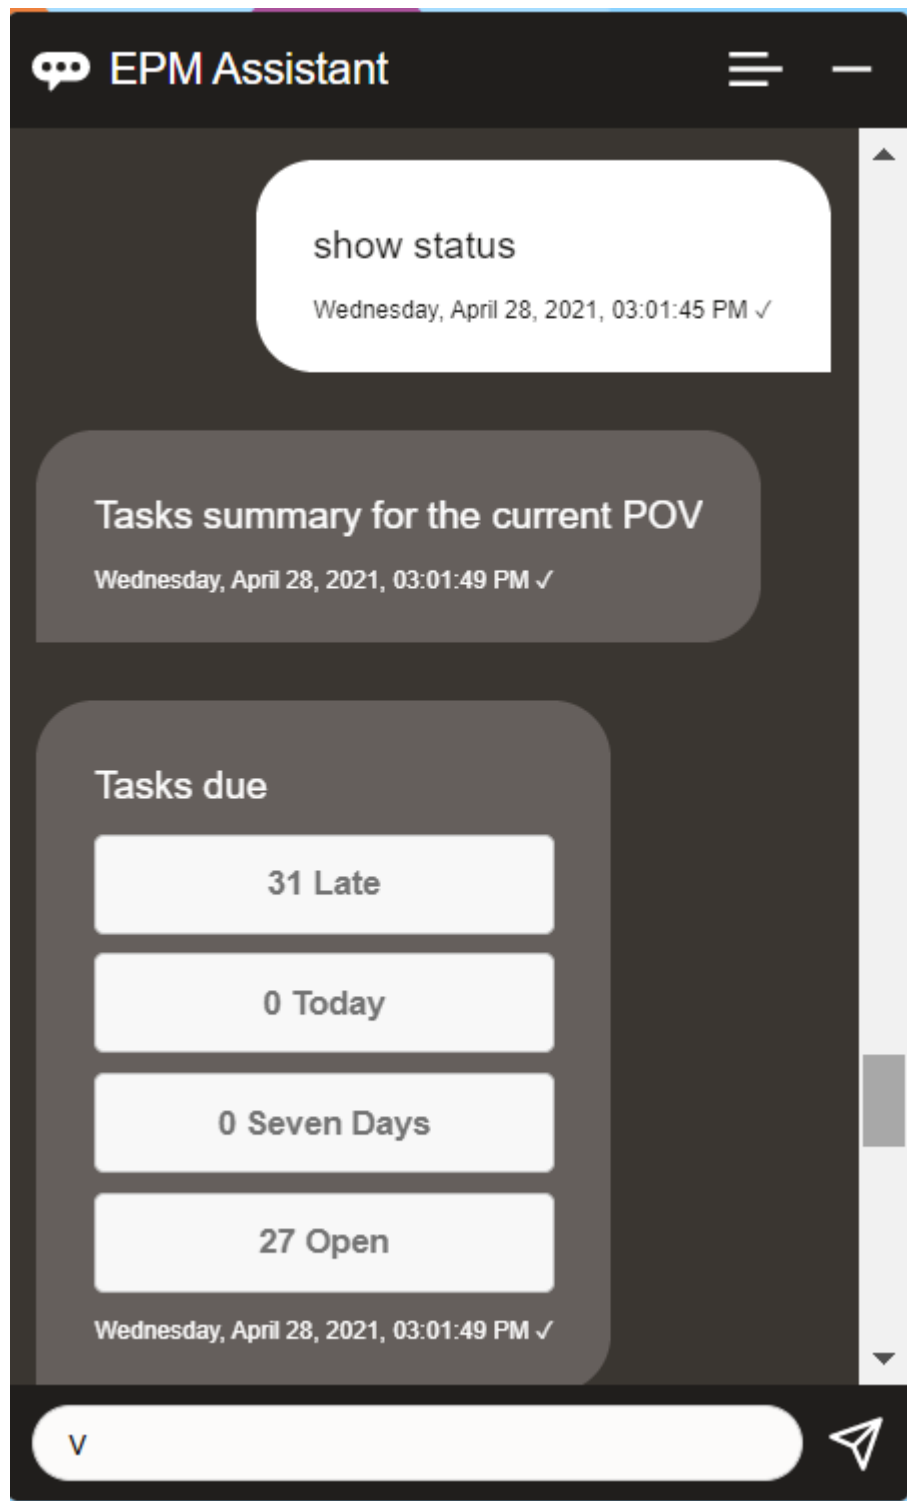 EPM Assistant
show status
Wednesday, April 28, 2021, 03:01:45 PM ✓
Tasks summary for the current POV
Wednesday, April 28, 2021, 03:01:49 PM ✓
Tasks due
31 Late
0 Today
0 Seven Days
27 Open
Wednesday, April 28, 2021, 03:01:49 PM ✓
v